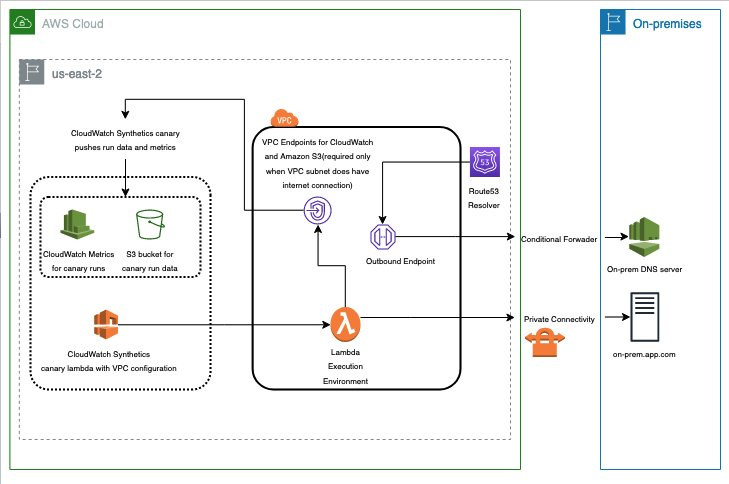 AWS Cloud
On-premises
us-east-2
CloudWatch Synthetics canary
pushes run data and metrics
VPC
VPC Endpoints for CloudWatch
and Amazon S3(required only
when VPC subnet does have
internet connection)
53
Route53
Resolver
CloudWatch Metrics
for canary runs
S3 bucket for
canary run data
Outbound Endpoint
Conditional Forwader
On-prem DNS server
CloudWatch Synthetics
canary lambda with VPC configuration
Lambda
Execution
Environment
Private Connectivity
on-prem.app.com